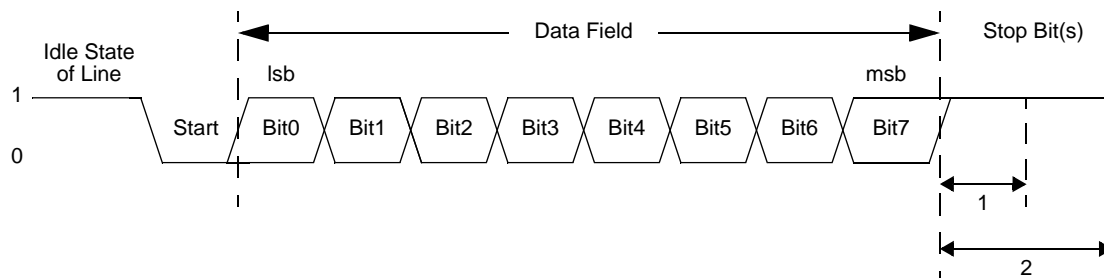 Data Field
Stop Bit(s)
Idle State
of Line
lsb
msb
1
Start
Bit0
Bit1
Bit2
Bit3
Bit4
Bit5
Bit6
Bit7
0
1
2